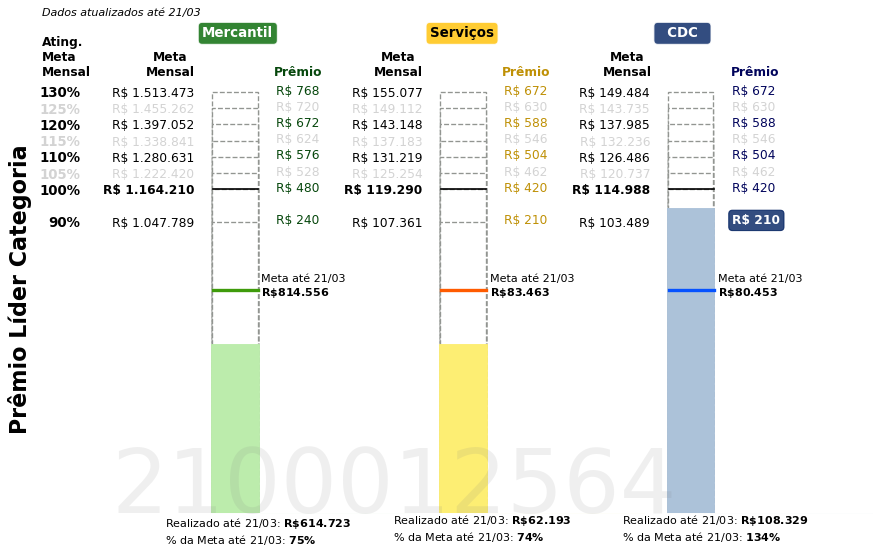 Dados atualizados até 21/03
Mercantil Serviços CDC
Ating.
Meta Meta Meta Meta
Mensal Mensal Prêmio Mensal Prêmio Mensal Prêmio
130% R$ 1.513.473 R$ 768 R$ 155.077 R$ 672 R$ 149.484 R$ 672
125% R$ 1.455.262 R$ 720 R$ 149.112 R$ 630 R$ 143.735 R$ 630
120% R$ 1.397.052 R$ 672 R$ 143.148 R$ 588 R$ 137.985 R$ 588
115% R$ 1.338.841 R$ 624 R$ 137.183 R$ 546 R$ 132.236 R$ 546
110% R$ 1.280.631 R$ 576 R$ 131.219 R$ 504 R$ 126.486 R$ 504
105% R$ 1.222.420 R$ 528 R$ 125.254 R$ 462 R$ 120.737 R$ 462
100% R$ 1.164.210 R$ 480 R$ 119.290 R$ 420 R$ 114.988 R$ 420
90% R$ 1.047.789 R$ 240 R$ 107.361 R$ 210 R$ 103.489 R$ 210
Prêmio Líder Categoria
Meta até 21/03 Meta até 21/03 Meta até 21/03
R$814.556 R$83.463 R$80.453
2100012564
Realizado até 21/03: R$614.723 Realizado até 21/03: R$62.193 Realizado até 21/03: R$108.329
% da Meta até 21/03: 75% % da Meta até 21/03: 74% % da Meta até 21/03: 134%